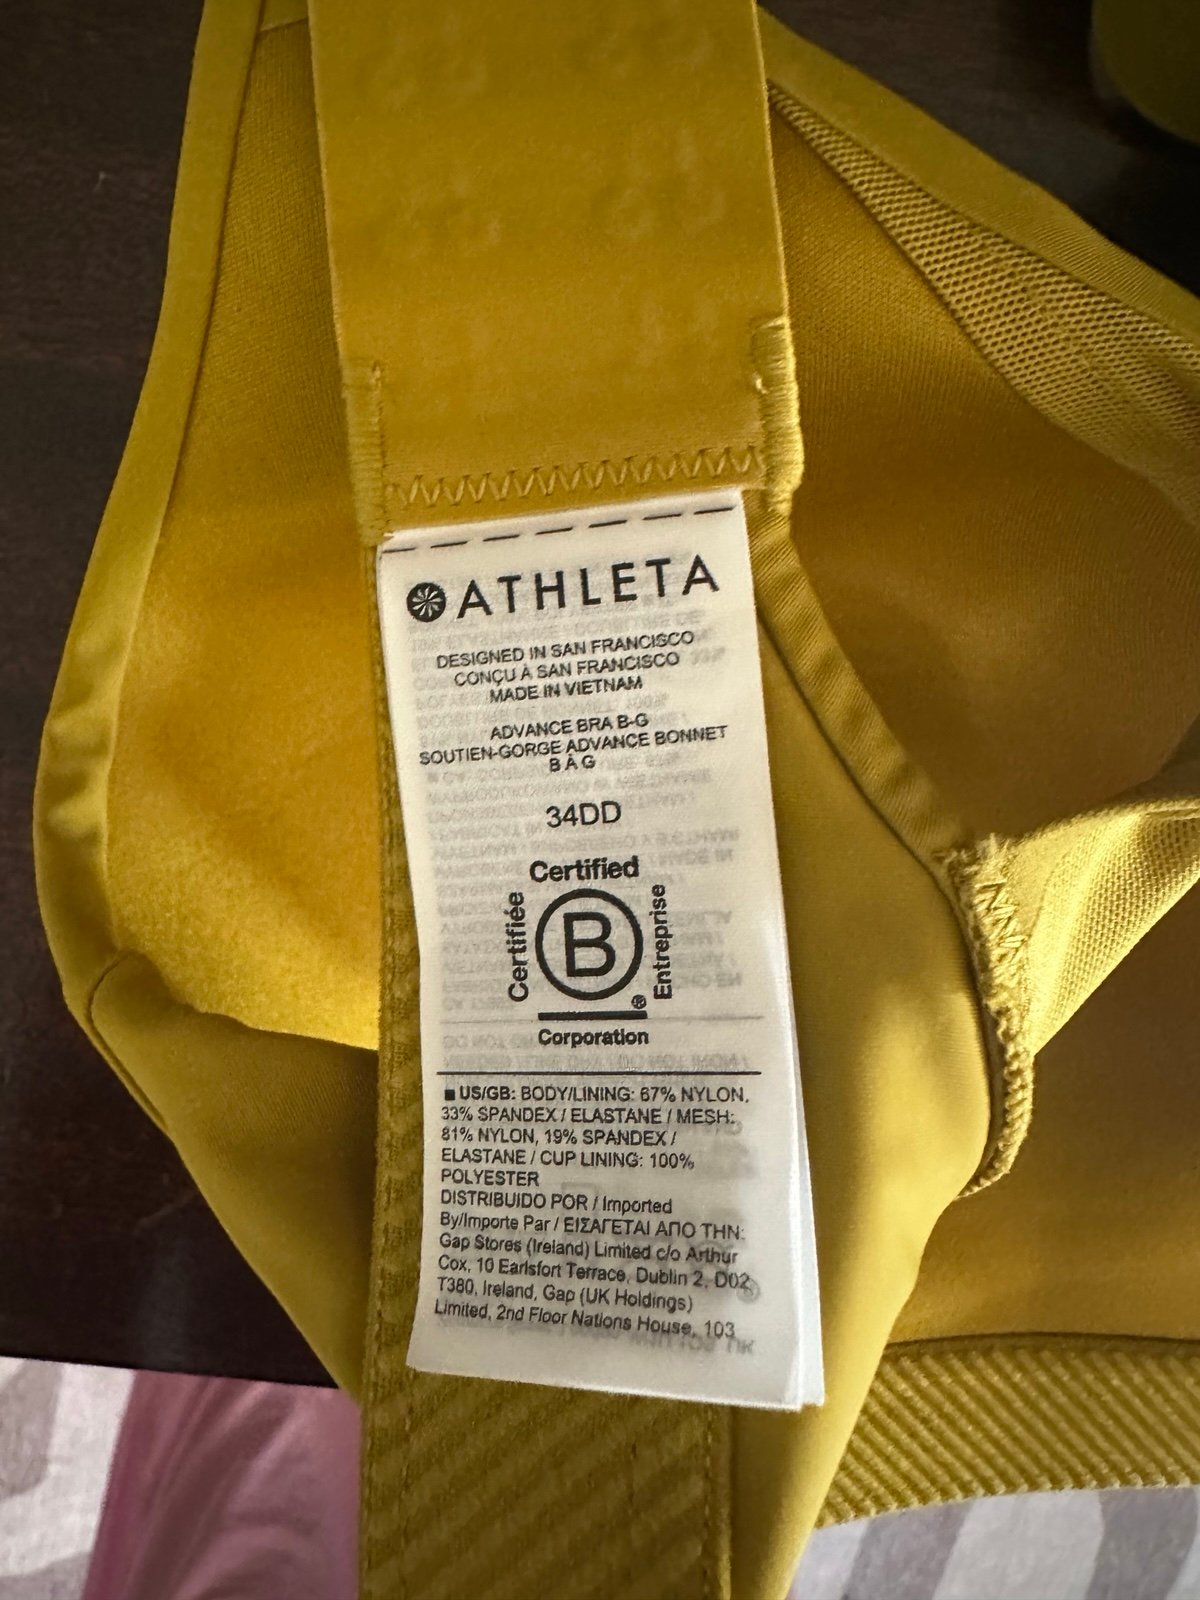 ATHLETA
DESIGNED IN SAN FRANCISCO
CONÇU À SAN FRANCISCO
MADE IN VIETNAM
ADVANCE BRA B-G
SOUTIEN-GORGE ADVANCE BONNET
B À G
34DD
Certified
Certifiée
B
Entreprise
®
Corporation
■ US/GB: BODY/LINING: 67% NYLON,
33% SPANDEX / ELASTANE / MESH:
81% NYLON, 19% SPANDEX /
ELASTANE / CUP LINING: 100%
POLYESTER
DISTRIBUIDO POR / Imported
By/Importe Par / ΕΙΣΑΓΕΤΑΙ ΑΠΟ ΤΗΝ:
Gap Stores (Ireland) Limited c/o Arthur
Cox, 10 Earlsfort Terrace, Dublin 2, D02
T380, Ireland, Gap (UK Holdings)
Limited, 2nd Floor Nations House, 103